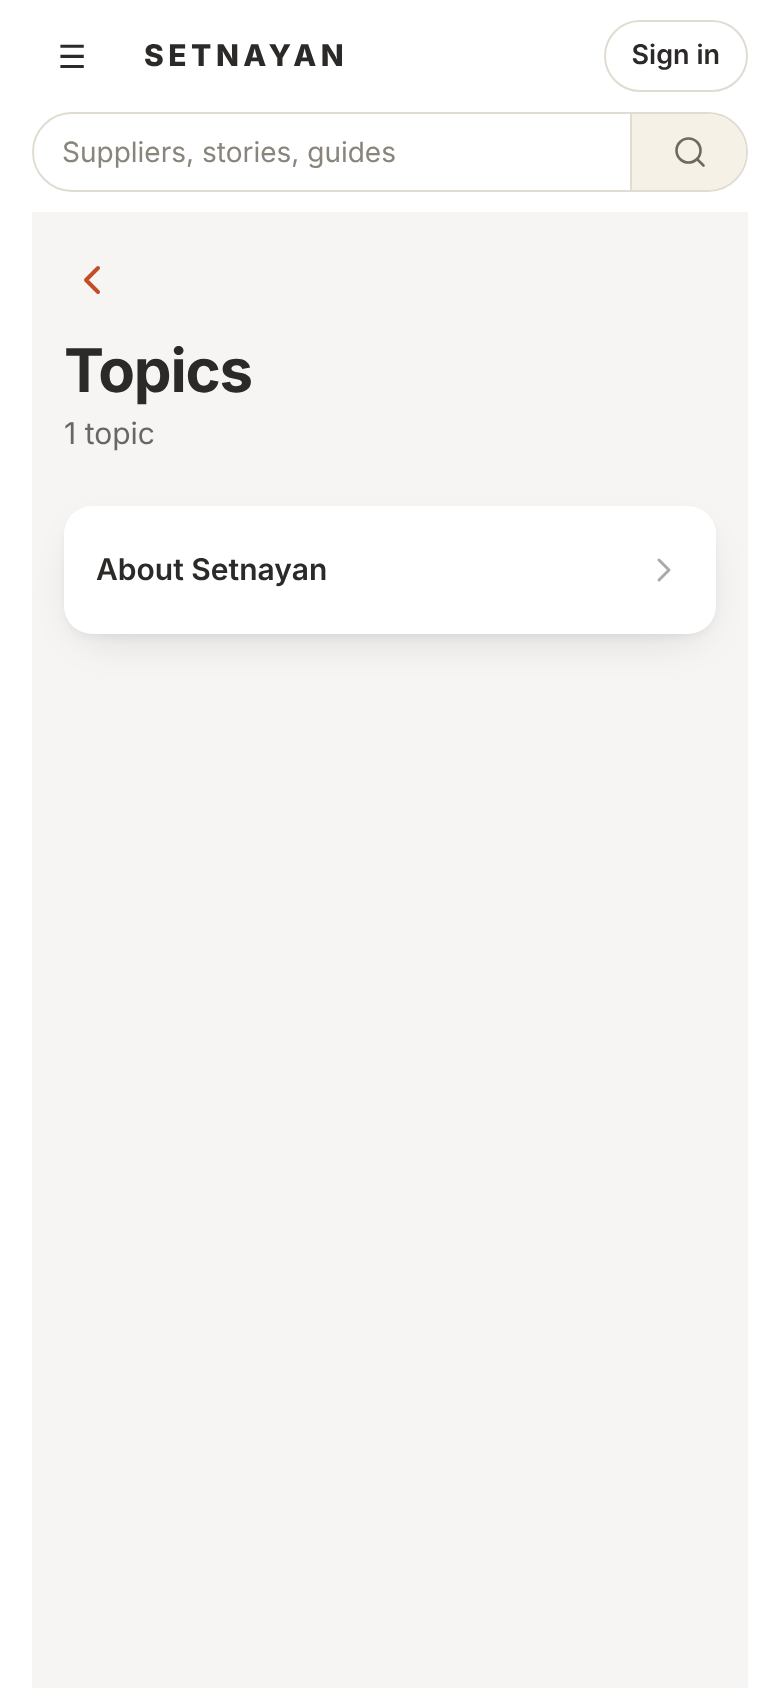 SETNAYAN
Sign in
Suppliers, stories, guides
Topics
1 topic
About Setnayan